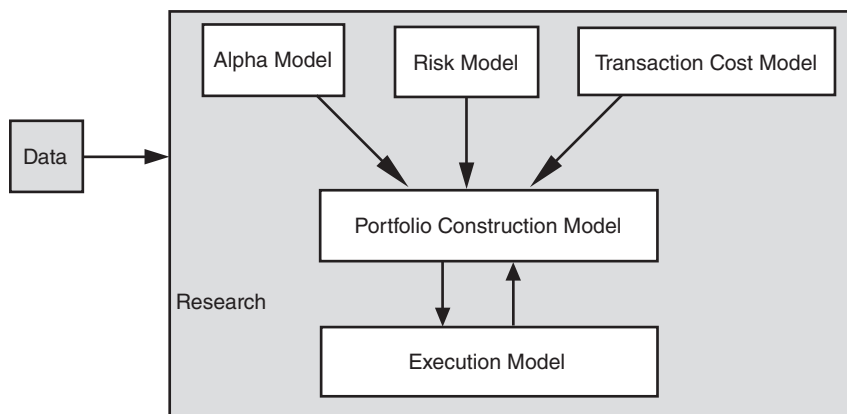 Alpha Model
Risk Model
Transaction Cost Model
Data
Portfolio Construction Model
Research
Execution Model